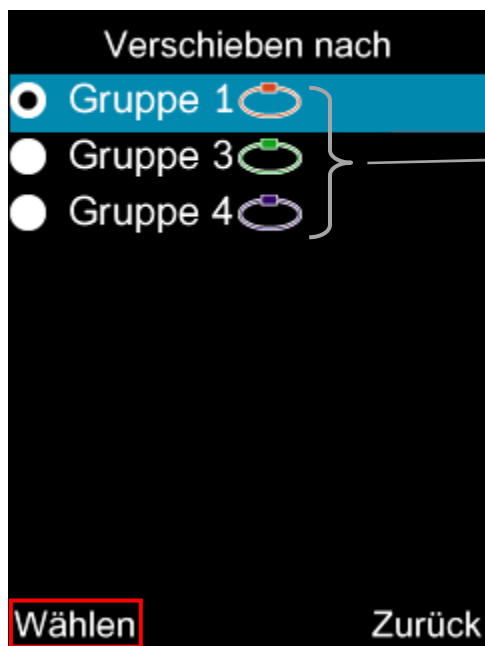 Verschieben nach
Gruppe 1
Gruppe 3
Gruppe 4
Wählen Zurück